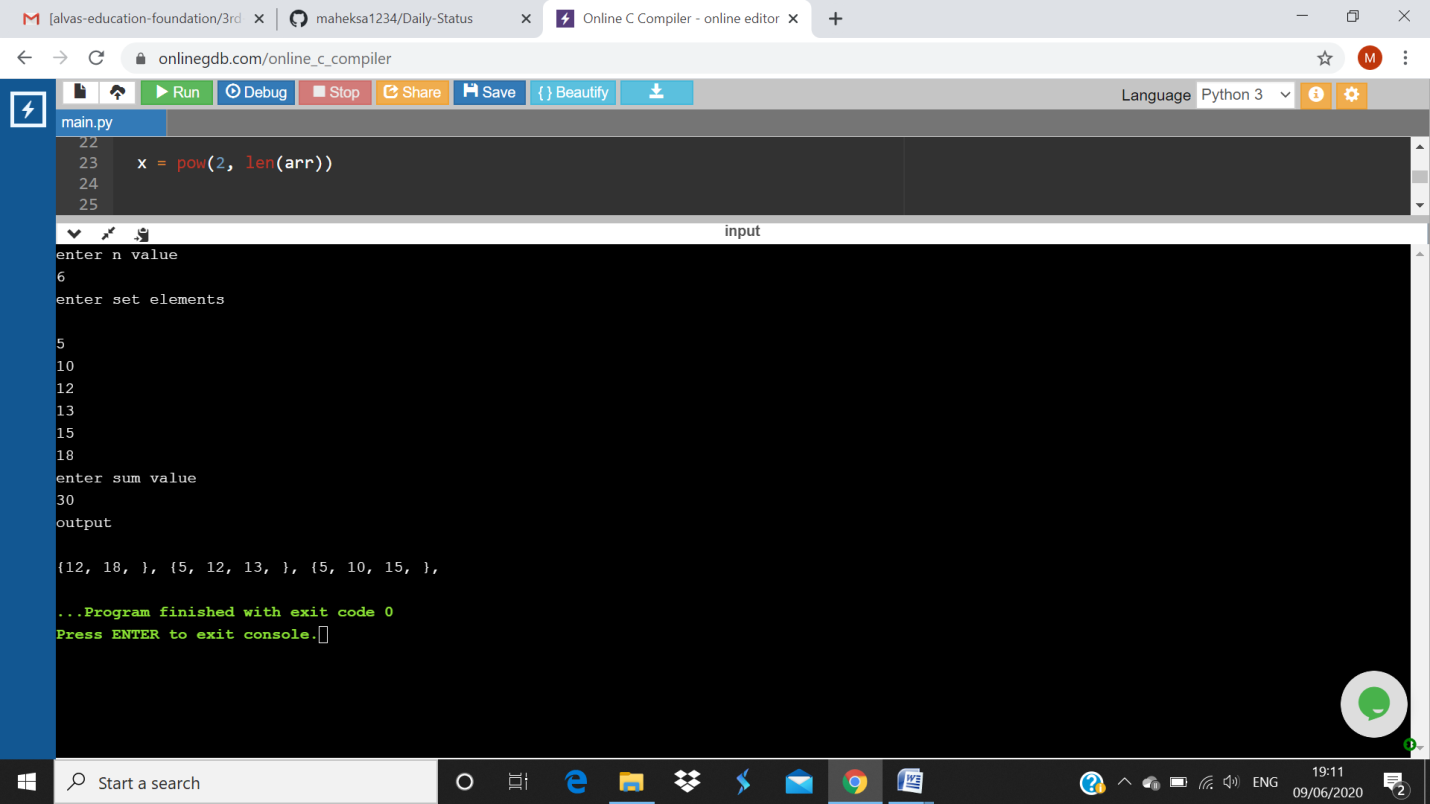 [alvas-education-foundation/3rd
maheksa1234/Daily-Status
Online C Compiler - online editor
onlinegdb.com/online_c_compiler
M
Run Debug Stop Share Save { } Beautify
Language Python 3
main.py
22
23 x = pow(2, len(arr))
24
25
input
enter n value
6
enter set elements
5
10
12
13
15
18
enter sum value
30
output
{12, 18, }, {5, 12, 13, }, {5, 10, 15, },
...Program finished with exit code 0
Press ENTER to exit console.
Start a search
ENG
19:11
09/06/2020
2